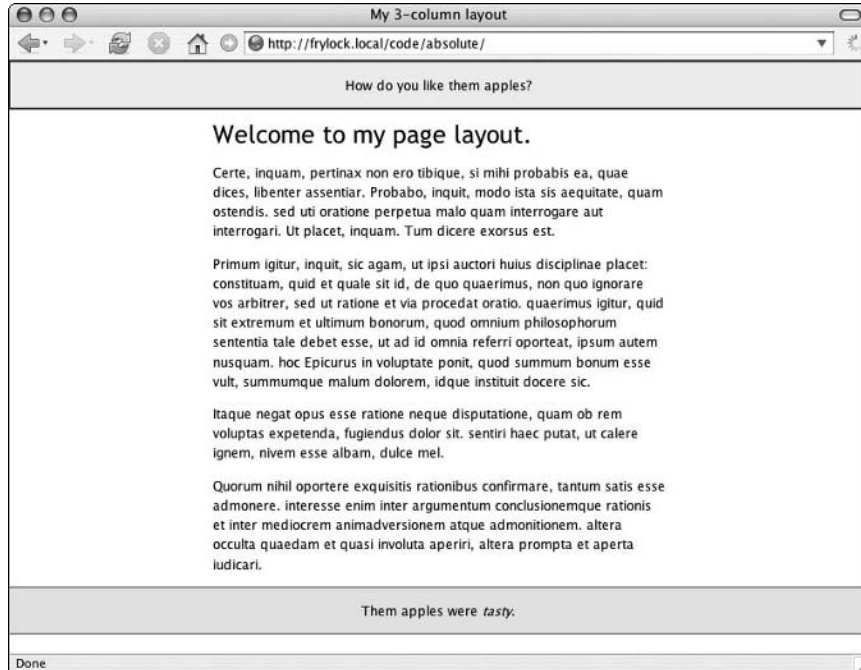 My 3-column layout
http://frylock.local/code/absolute/
How do you like them apples?
Welcome to my page layout.
Certe, inquam, pertinax non ero tibique, si mihi probabis ea, quae
dices, libenter assentiar. Probabo, inquit, modo ista sis aequitate, quam
ostendis. sed uti oratione perpetua malo quam interrogare aut
interrogari. Ut placet, inquam. Tum dicere exorsus est.
Primum igitur, inquit, sic agam, ut ipsi auctori huius disciplinae placet:
constituam, quid et quale sit id, de quo quaerimus, non quo ignorare
vos arbitrer, sed ut ratione et via procedat oratio. quaerimus igitur, quid
sit extremum et ultimum bonorum, quod omnium philosophorum
sententia tale debet esse, ut ad id omnia referri oporteat, ipsum autem
nusquam. hoc Epicurus in voluptate ponit, quod summum bonum esse
vult, summumque malum dolorem, idque instituit docere sic.
Itaque negat opus esse ratione neque disputatione, quam ob rem
voluptas expetenda, fugiendus dolor sit. sentiri haec putat, ut calere
ignem, nivem esse albam, dulce mel.
Quorum nihil oportere exquisitis rationibus confirmare, tantum satis esse
admonere. interesse enim inter argumentum conclusionemque rationis
et inter mediocrem animadversionem atque admonitionem. altera
occulta quaedam et quasi involuta aperiri, altera prompta et aperta
iudicari.
Them apples were tasty.
Done